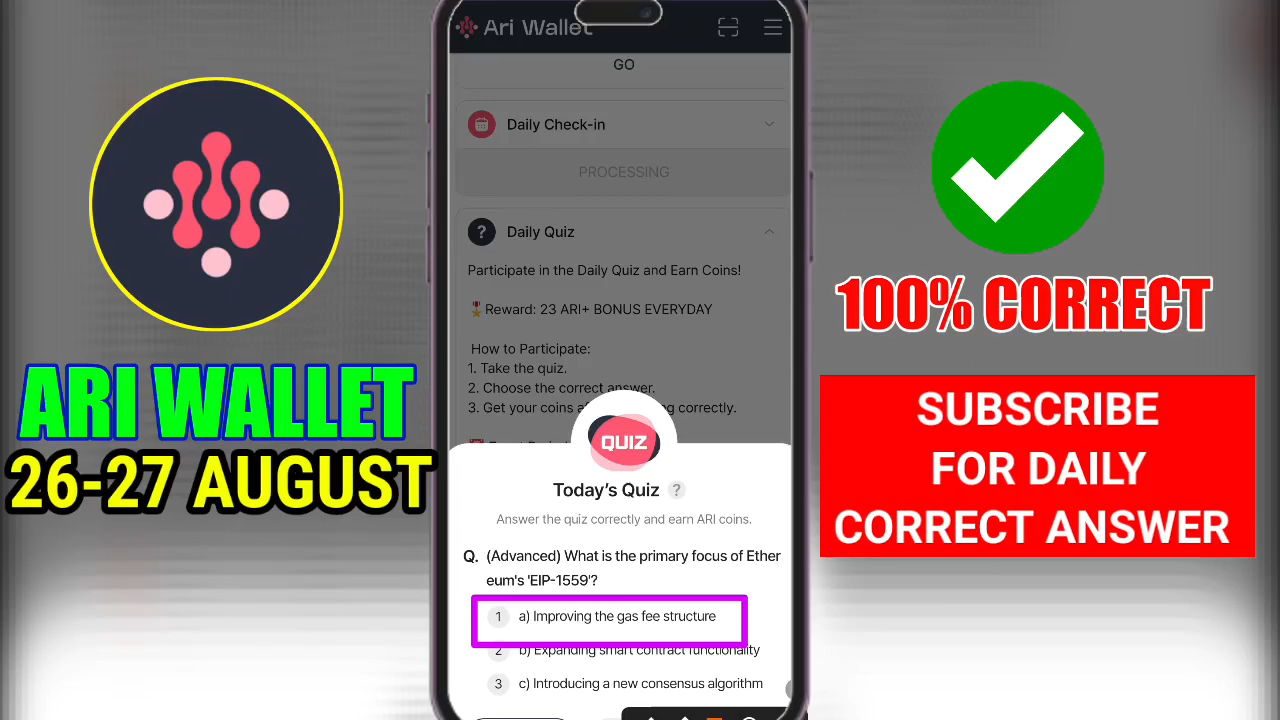 Ari Wallet
GO
Daily Check-in
PROCESSING
? Daily Quiz
Participate in the Daily Quiz and Earn Coins!
🎖️Reward: 23 ARI+ BONUS EVERYDAY
How to Participate:
1. Take the quiz.
2. Choose the correct answer.
3. Get your coins a
g correctly.
QUIZ
Today's Quiz ?
Answer the quiz correctly and earn ARI coins.
Q. (Advanced) What is the primary focus of Ether
eum's 'EIP-1559'?
1 a) Improving the gas fee structure
2 b) Expanding smart contract functionality
3 c) Introducing a new consensus algorithm
ARI WALLET
26-27 AUGUST
100% CORRECT
SUBSCRIBE
FOR DAILY
CORRECT ANSWER